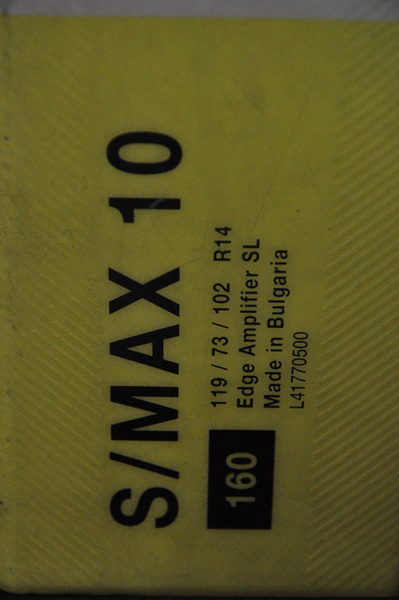 S/MAX 10
160
119 / 73 / 102 R14
Edge Amplifier SL
Made in Bulgaria
L41770500